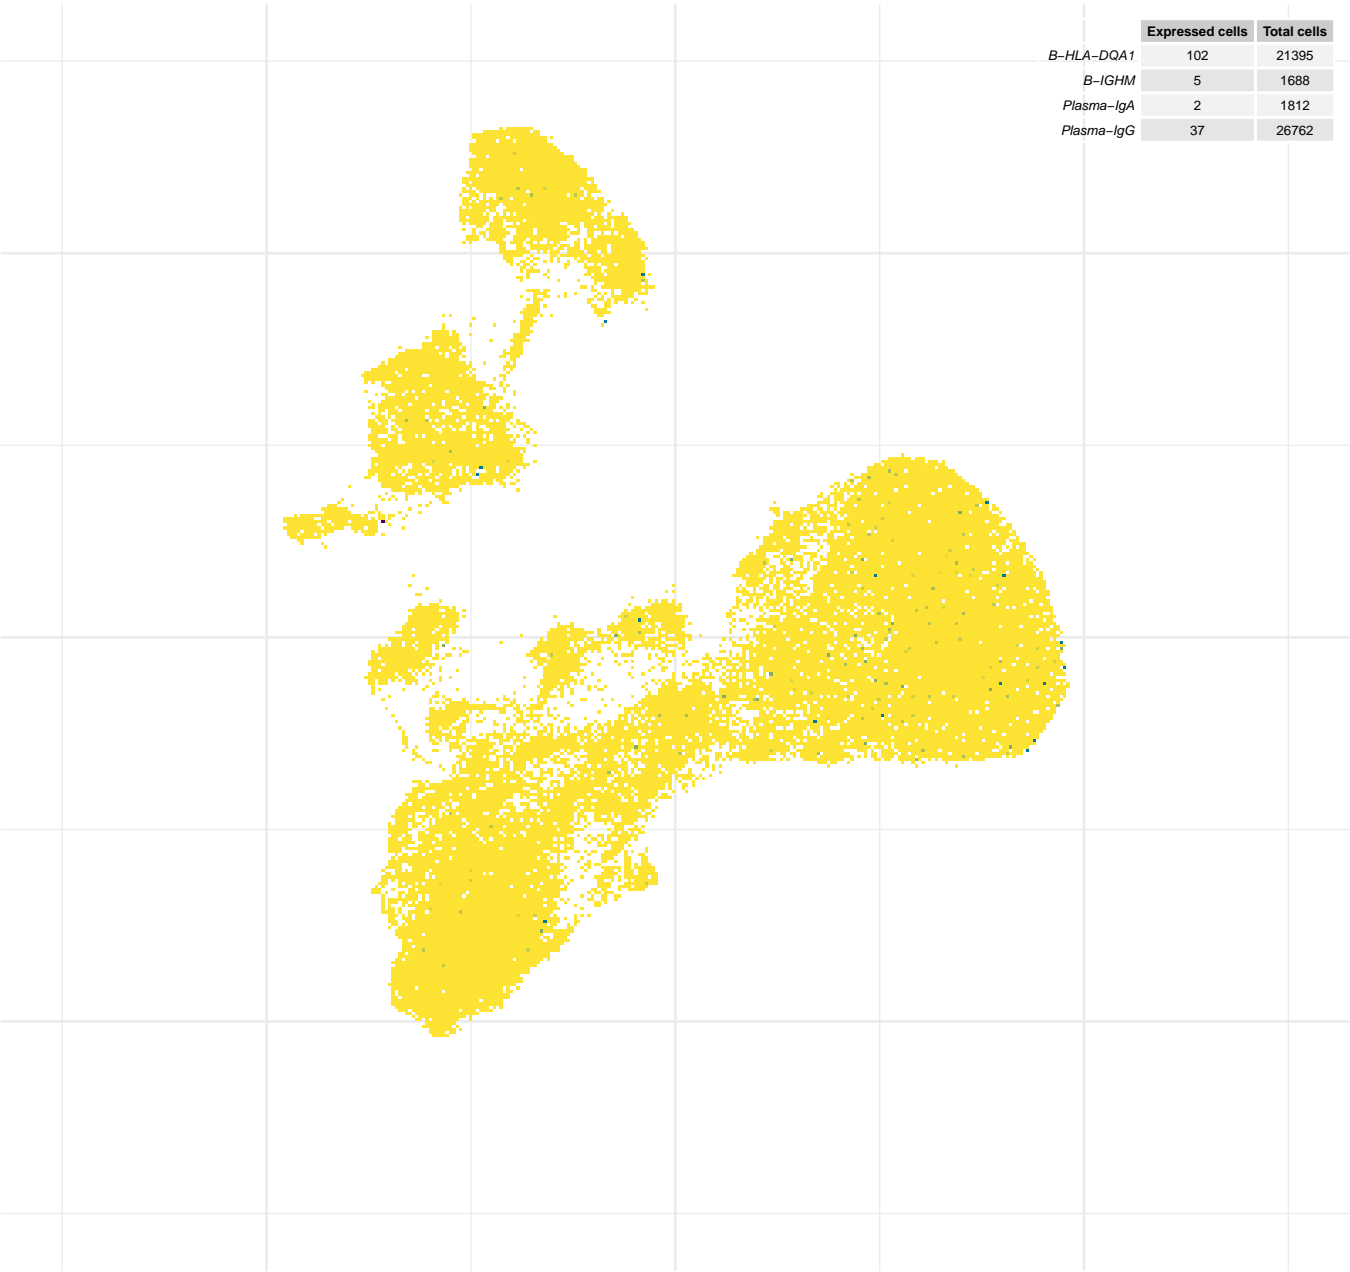 Expressed cells Total cells
B−HLA−DQA1 102 21395
B−IGHM 5 1688
Plasma−IgA 2 1812
Plasma−IgG 37 26762